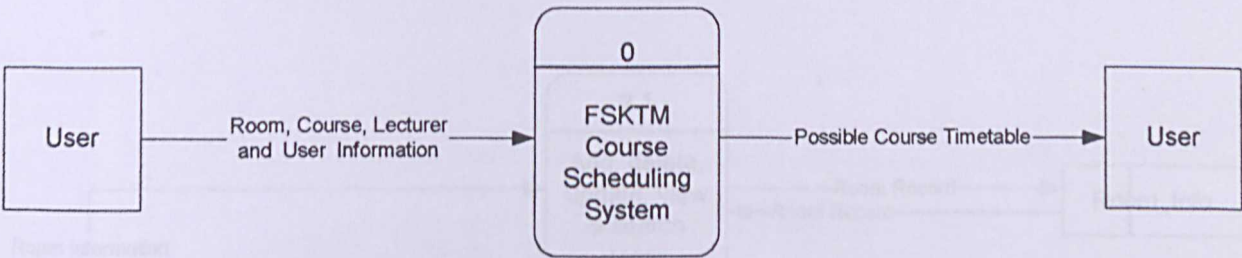 0
User
Room, Course, Lecturer
and User Information
FSKTM
Course
Scheduling
System
Possible Course Timetable
User